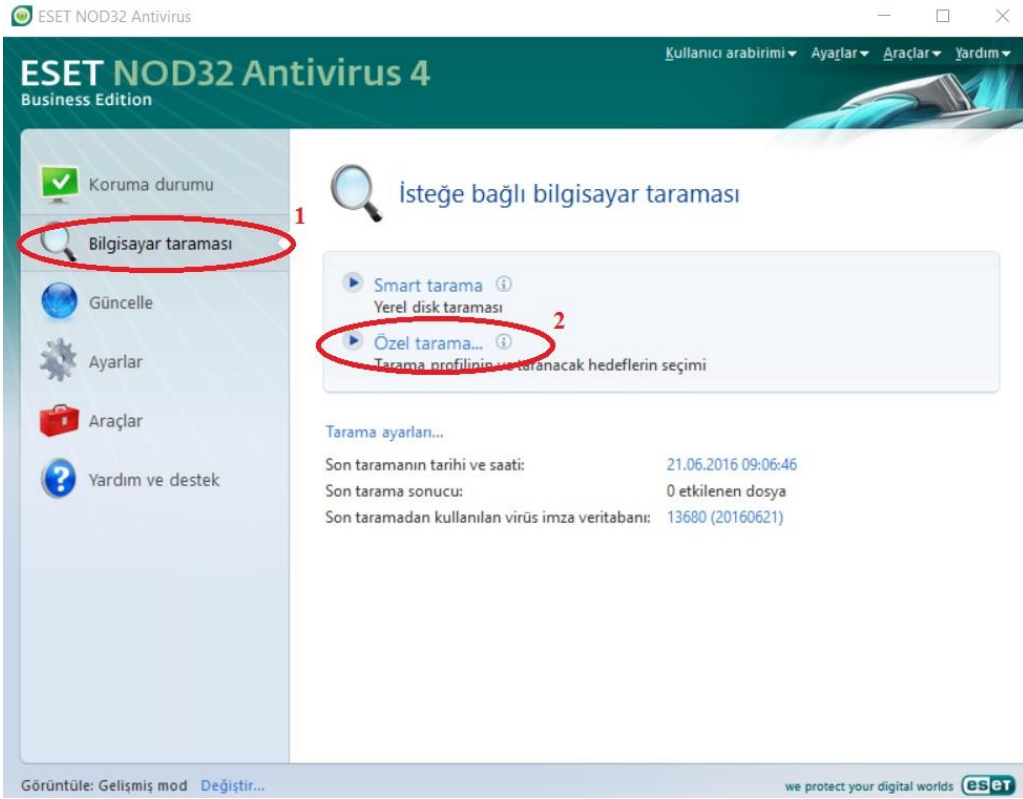 ESET NOD32 Antivirus
Kullanıcı arabirimi Ayarlar Araçlar Yardım
ESET NOD32 Antivirus 4
Business Edition
Koruma durumu
Bilgisayar taraması
1
Güncelle
Ayarlar
Araçlar
Yardım ve destek
İsteğe bağlı bilgisayar taraması
Smart tarama
Yerel disk taraması
2
Özel tarama...
Tarama profilinin ve taranacak hedeflerin seçimi
Tarama ayarları...
Son taramanın tarihi ve saati: 21.06.2016 09:06:46
Son tarama sonucu: 0 etkilenen dosya
Son taramadan kullanılan virüs imza veritabanı: 13680 (20160621)
Görüntüle: Gelişmiş mod Değiştir...
we protect your digital worlds eset